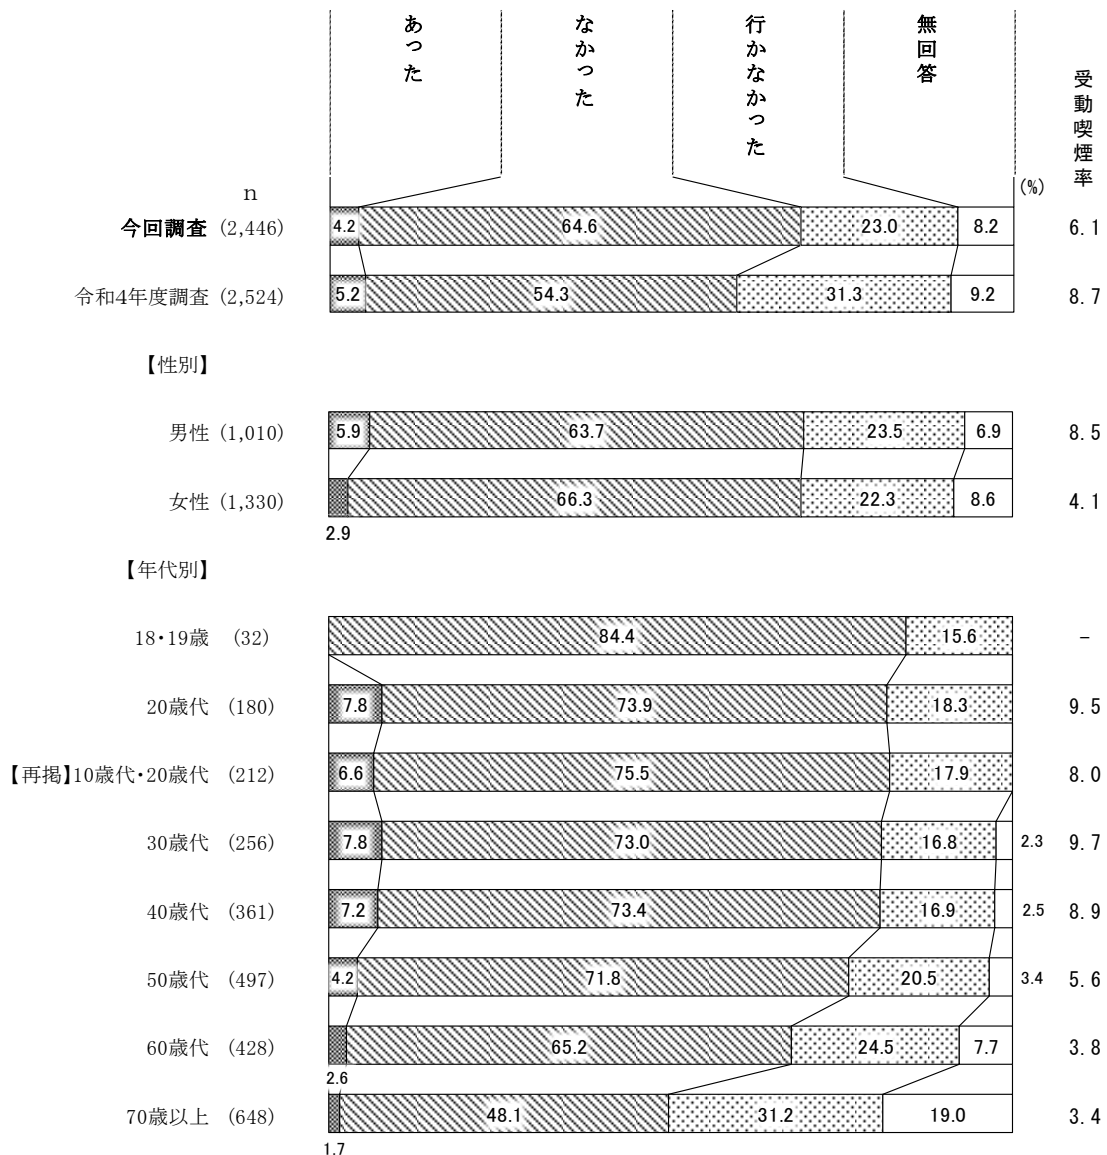 あった
なかった
行かなかった
無回答
受動喫煙率
n
(%)
今回調査 (2,446) 4.2 64.6 23.0 8.2 6.1
令和4年度調査 (2,524) 5.2 54.3 31.3 9.2 8.7
【性別】
男性 (1,010) 5.9 63.7 23.5 6.9 8.5
女性 (1,330) 66.3 22.3 8.6 4.1
2.9
【年代別】
18・19歳 (32) 84.4 15.6 －
20歳代 (180) 7.8 73.9 18.3 9.5
【再掲】10歳代・20歳代 (212) 6.6 75.5 17.9 8.0
30歳代 (256) 7.8 73.0 16.8 2.3 9.7
40歳代 (361) 7.2 73.4 16.9 2.5 8.9
50歳代 (497) 4.2 71.8 20.5 3.4 5.6
60歳代 (428) 65.2 24.5 7.7 3.8
2.6
70歳以上 (648) 48.1 31.2 19.0 3.4
1.7